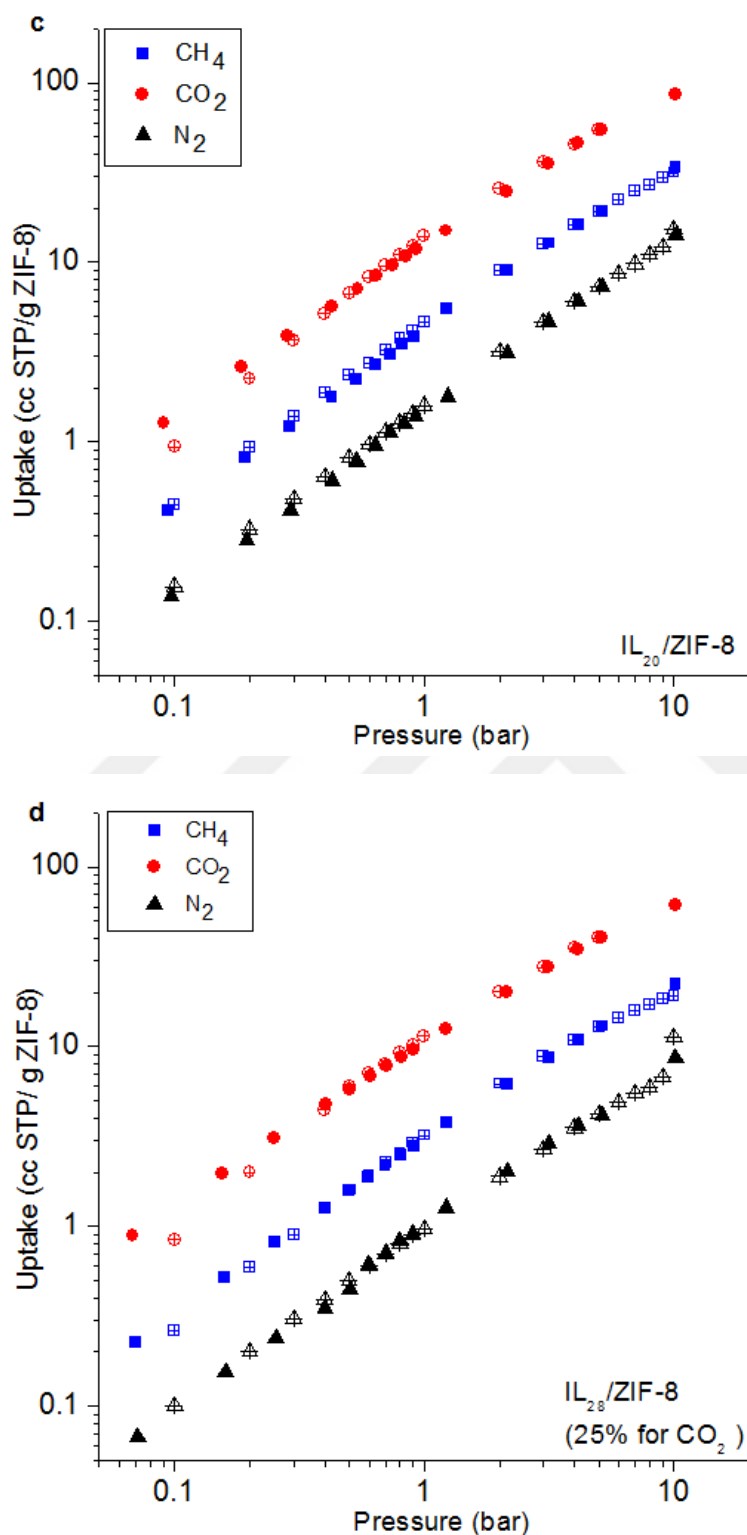 c
CH4
CO2
N2
100
10
1
0.1
Uptake (cc STP/g ZIF-8)
IL20/ZIF-8
0.1
1
10
Pressure (bar)
d
CH4
CO2
N2
100
10
1
0.1
Uptake (cc STP/ g ZIF-8)
IL28/ZIF-8
(25% for CO2 )
0.1
1
10
Pressure (bar)